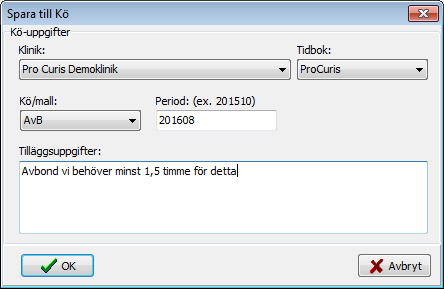 Spara till Kö
Kö-uppgifter
Klinik: Tidbok:
Pro Curis Demoklinik ProCuris
Kö/mall: Period: (ex. 201510)
AvB 201608
Tilläggsuppgifter:
Avbond vi behöver minst 1,5 timme för detta
OK Avbryt